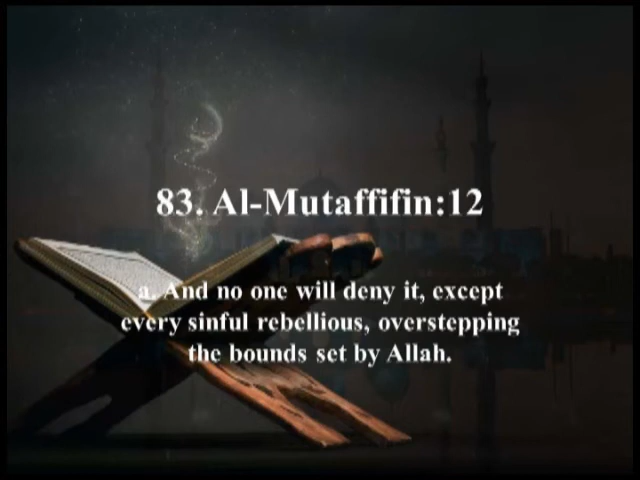 83. Al-Mutaffifin:12
a. And no one will deny it, except
every sinful rebellious, overstepping
the bounds set by Allah.